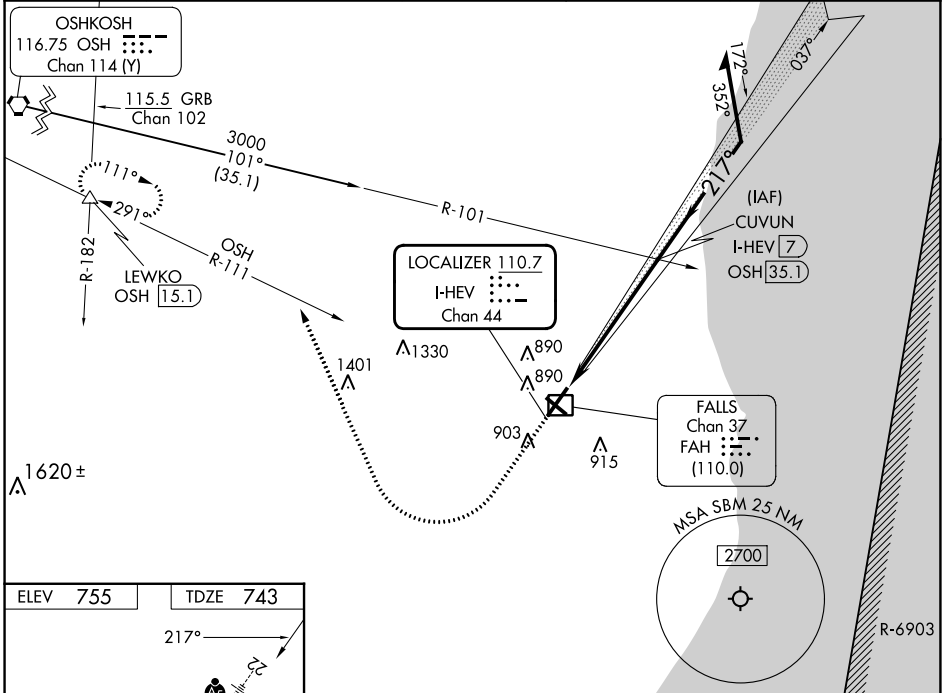 OSHKOSH
116.75 OSH
Chan 114 (Y)
115.5 GRB
Chan 102
3000
101°
(35.1)
R-101
111°
291°
R-182
LEWKO
OSH 15.1
OSH
R-111
172°
352°
037°
217°
(IAF)
CUVUN
I-HEV 7
OSH 35.1
LOCALIZER 110.7
I-HEV
Chan 44
1401
1330
890
890
903
915
FALLS
Chan 37
FAH
(110.0)
1620 ±
MSA SBM 25 NM
2700
R-6903
ELEV 755
TDZE 743
217°
22